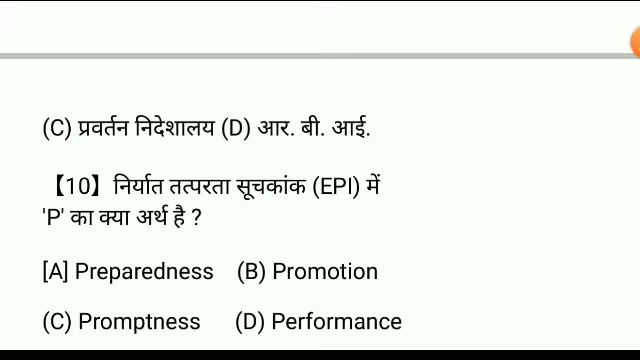 (C) प्रवर्तन निदेशालय (D) आर. बी. आई.
【10】 निर्यात तत्परता सूचकांक (EPI) में
'P' का क्या अर्थ है ?
[A] Preparedness (B) Promotion
(C) Promptness (D) Performance